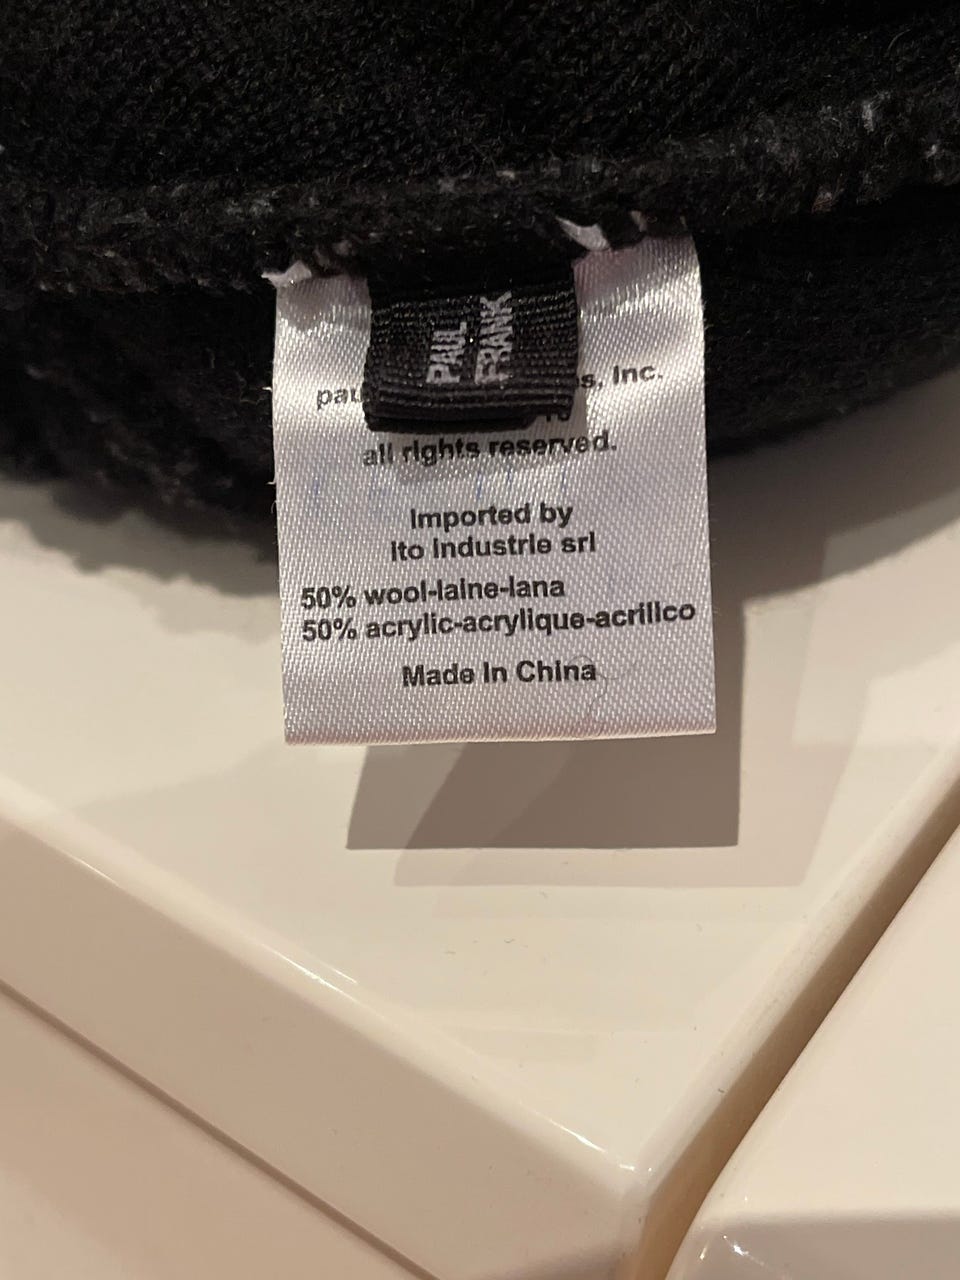 PAUL
FRANK
all rights reserved.
Imported by
ito industrie srl
50% wool-laine-lana
50% acrylic-acrylique-acrilico
Made in China